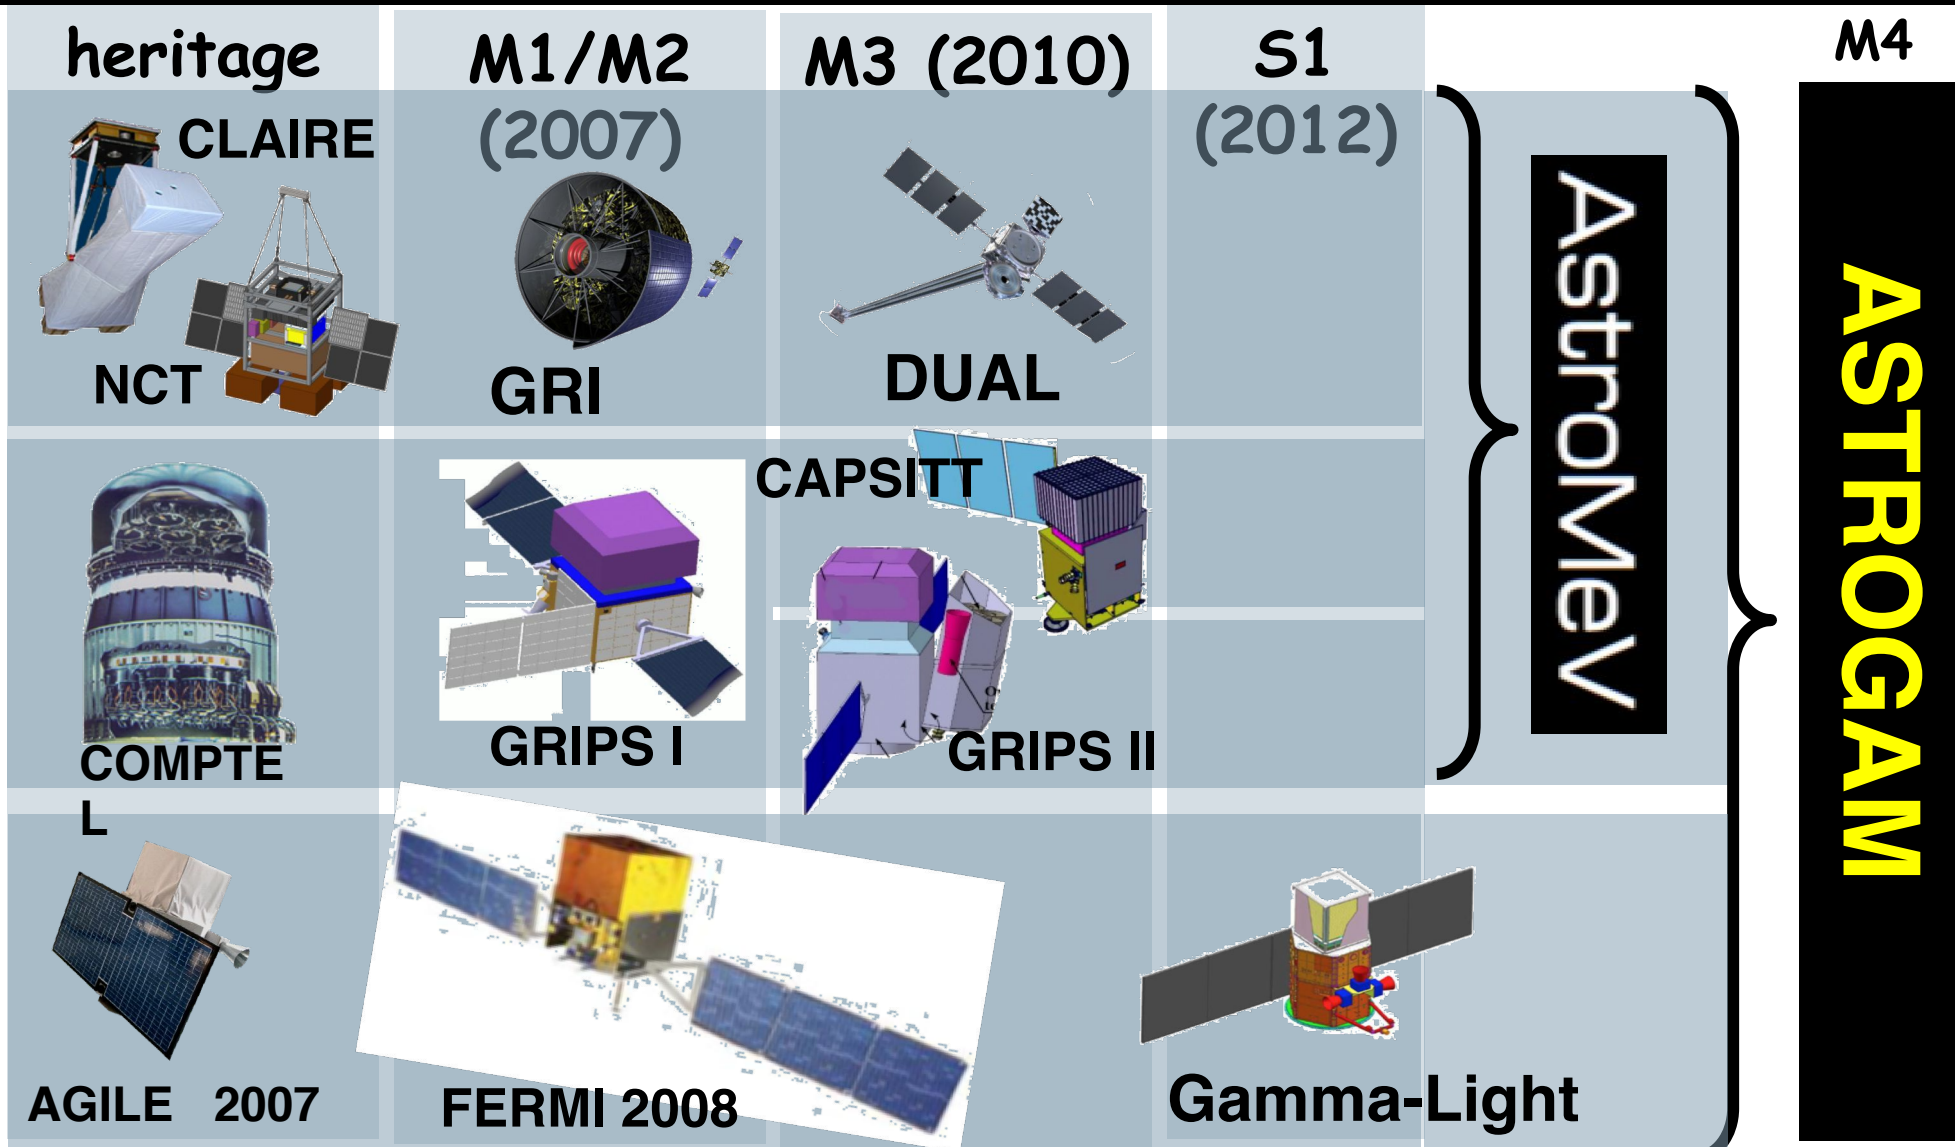 heritage
M1/M2
(2007)
M3 (2010)
S1
(2012)
M4
CLAIRE
NCT
GRI
DUAL
CAPSITT
COMPTE
L
GRIPS I
GRIPS II
AGILE 2007
FERMI 2008
Gamma-Light
AstroMeV
ASTROGAM